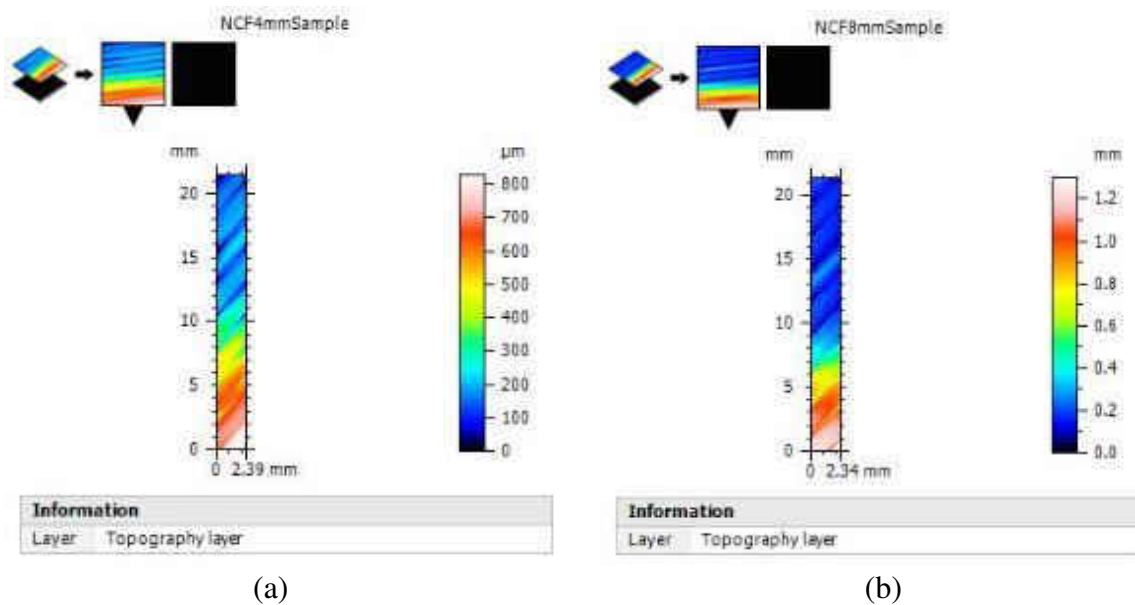 NCF4mmSample
mm
20
15
10
5
0
0 2.39 mm
µm
800
700
600
500
400
300
200
100
0
Information
Layer Topography layer
(a)
NCF8mmSample
mm
20
15
10
5
0
0 2.34 mm
mm
1.2
1.0
0.8
0.6
0.4
0.2
0.0
Information
Layer Topography layer
(b)